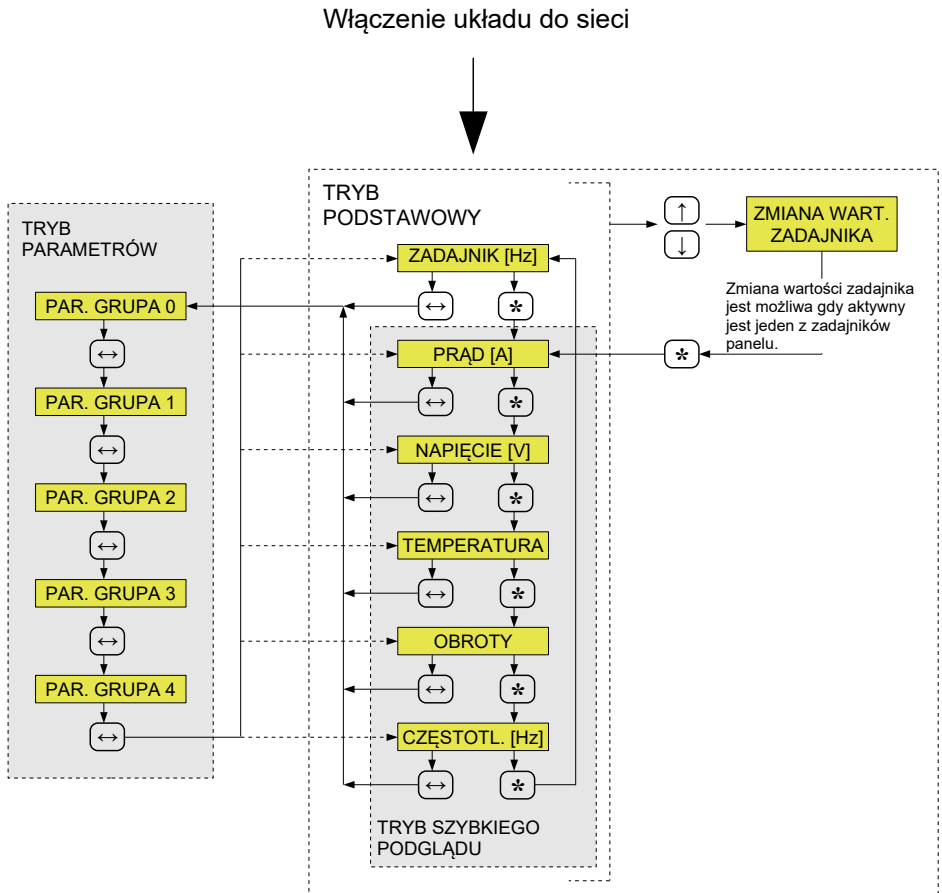 Włączenie układu do sieci
TRYB
PARAMETRÓW
PAR. GRUPA 0
↔
PAR. GRUPA 1
↔
PAR. GRUPA 2
↔
PAR. GRUPA 3
↔
PAR. GRUPA 4
↔
TRYB
PODSTAWOWY
ZADAJNIK [Hz]
↔ *
PRĄD [A]
↔ *
NAPIĘCIE [V]
↔ *
TEMPERATURA
↔ *
OBROTY
↔ *
CZĘSTOTL. [Hz]
↔ *
TRYB SZYBKIEGO
PODGLĄDU
↑
↓
ZMIANA WART.
ZADAJNIKA
Zmiana wartości zadajnika
jest możliwa gdy aktywny
jest jeden z zadajników
panelu.
*